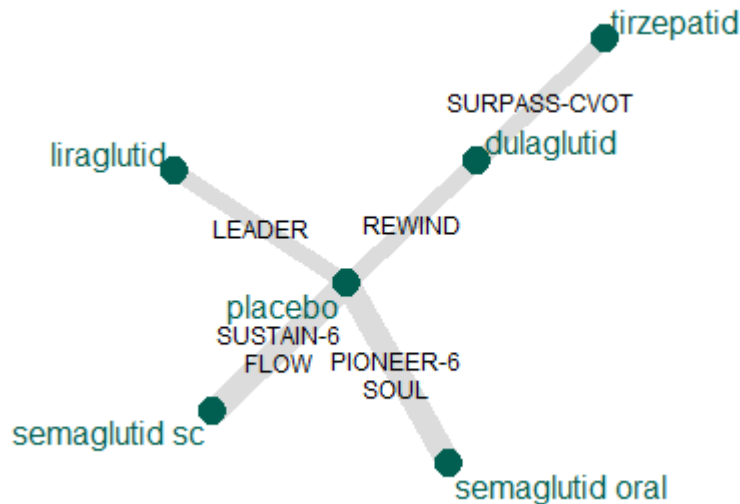 tirzepatid
SURPASS-CVOT
dulaglutid
liraglutid
LEADER
REWIND
placebo
SUSTAIN-6
FLOW
PIONEER-6
SOUL
semaglutid sc
semaglutid oral